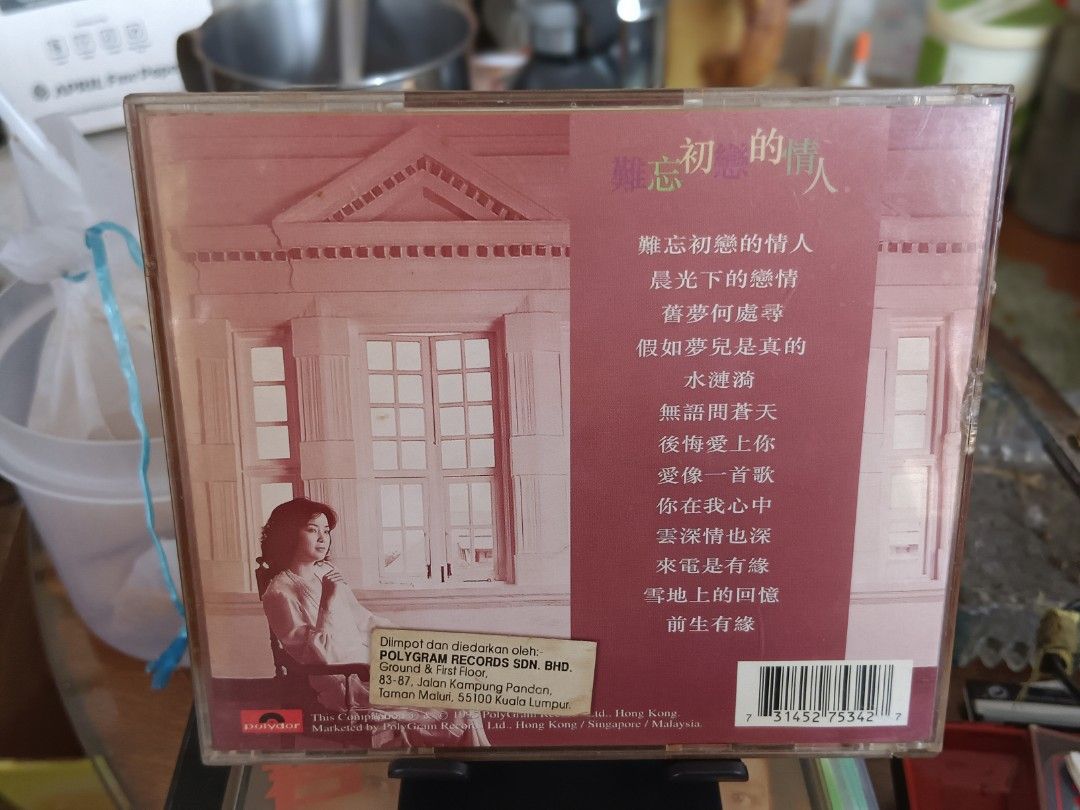 難忘初戀的情人
難忘初戀的情人
晨光下的戀情
舊夢何處尋
假如夢兒是真的
水漣漪
無語問蒼天
後悔愛上你
愛像一首歌
你在我心中
雲深情也深
來電是有緣
雪地上的回憶
前生有緣
Diimpot dan diedarkan oleh:-
POLYGRAM RECORDS SDN. BHD.
Ground & First Floor,
83-87, Jalan Kampung Pandan,
Taman Maluri, 55100 Kuala Lumpur.
polydor
This Compilation PolyGram Records Ltd., Hong Kong.
Marketed by PolyGram Records Ltd., Hong Kong / Singapore / Malaysia.
7 31452 75342 7